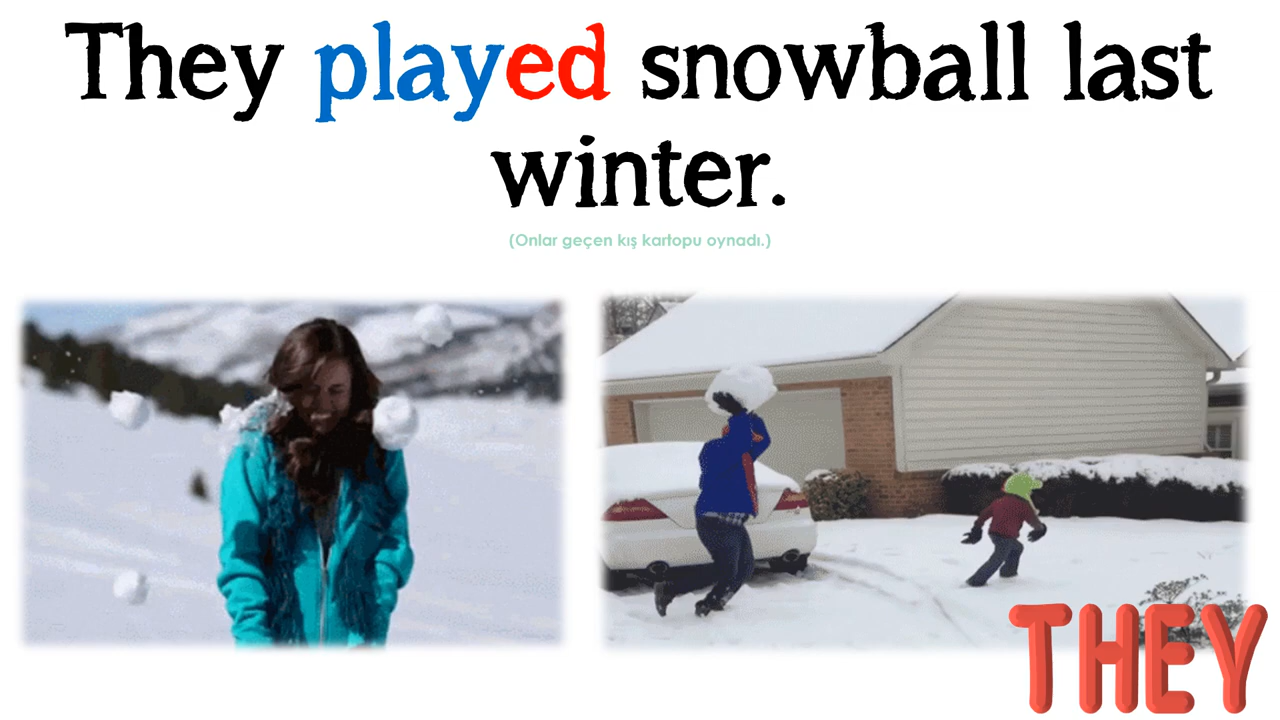 They played snowball last
winter.
(Onlar geçen kış kartopu oynadı.)
THEY